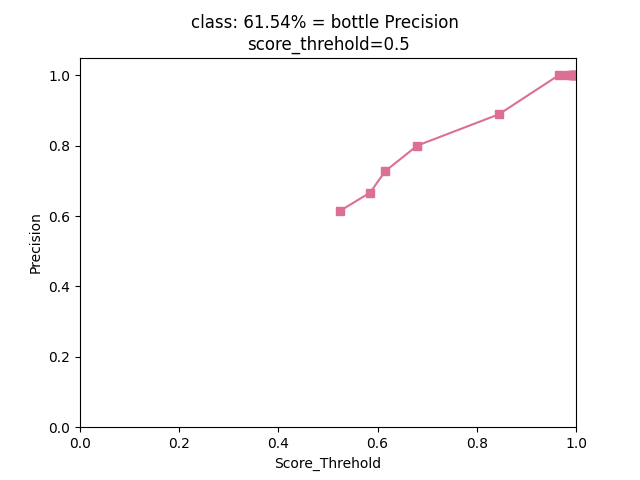 class: 61.54% = bottle Precision
score_threhold=0.5
1.0
0.8
0.6
0.4
0.2
0.0
Precision
0.0 0.2 0.4 0.6 0.8 1.0
Score_Threhold